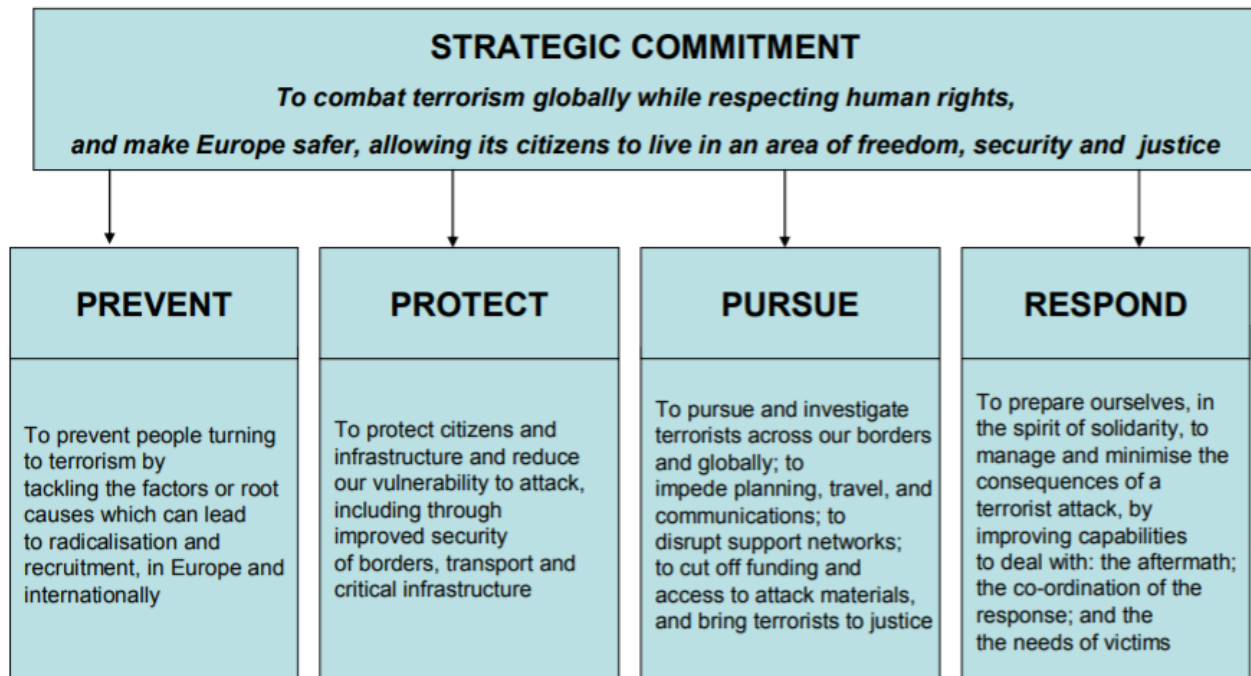 STRATEGIC COMMITMENT
To combat terrorism globally while respecting human rights,
and make Europe safer, allowing its citizens to live in an area of freedom, security and justice
PREVENT
To prevent people turning
to terrorism by
tackling the factors or root
causes which can lead
to radicalisation and
recruitment, in Europe and
internationally
PROTECT
To protect citizens and
infrastructure and reduce
our vulnerability to attack,
including through
improved security
of borders, transport and
critical infrastructure
PURSUE
To pursue and investigate
terrorists across our borders
and globally; to
impede planning, travel, and
communications; to
disrupt support networks;
to cut off funding and
access to attack materials,
and bring terrorists to justice
RESPOND
To prepare ourselves, in
the spirit of solidarity, to
manage and minimise the
consequences of a
terrorist attack, by
improving capabilities
to deal with: the aftermath;
the co-ordination of the
response; and the
the needs of victims